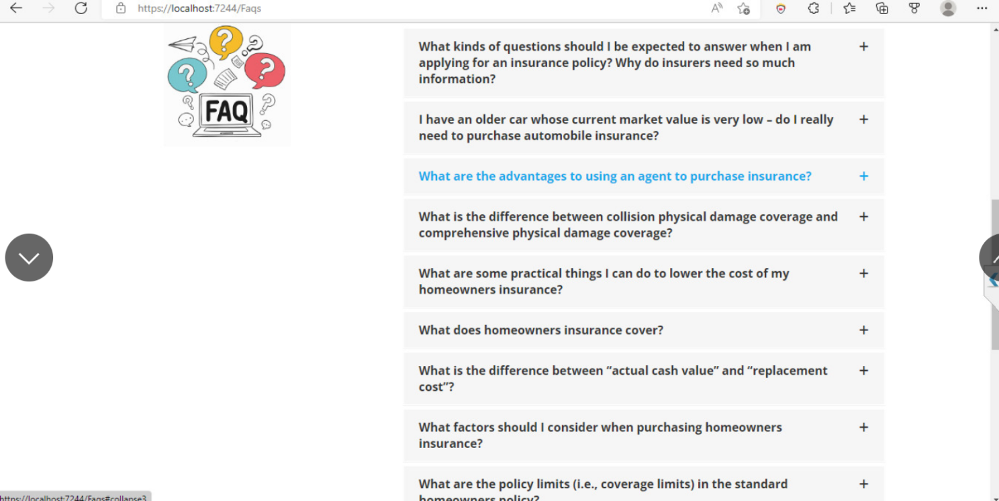 https://localhost:7244/Faqs
FAQ
What kinds of questions should I be expected to answer when I am
applying for an insurance policy? Why do insurers need so much
information?
I have an older car whose current market value is very low – do I really
need to purchase automobile insurance?
What are the advantages to using an agent to purchase insurance?
What is the difference between collision physical damage coverage and
comprehensive physical damage coverage?
What are some practical things I can do to lower the cost of my
homeowners insurance?
What does homeowners insurance cover?
What is the difference between “actual cash value” and “replacement
cost”?
What factors should I consider when purchasing homeowners
insurance?
What are the policy limits (i.e., coverage limits) in the standard
homeowners policy?
https://localhost:7244/Faqs#collapse3